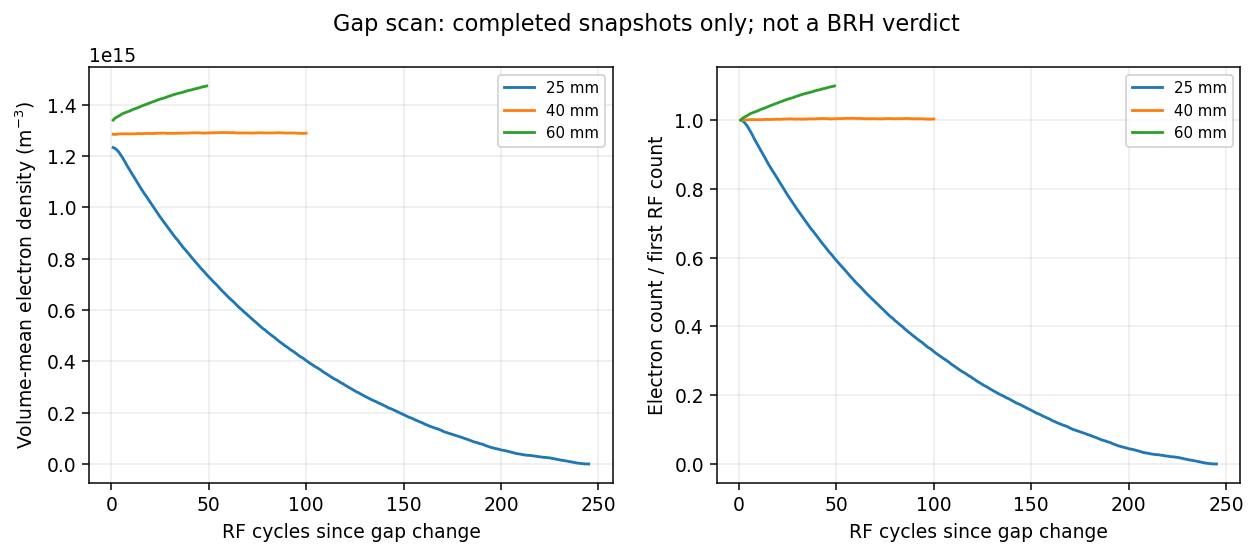 Gap scan: completed snapshots only; not a BRH verdict
1e15
Volume-mean electron density (m⁻³)
1.4
1.2
1.0
0.8
0.6
0.4
0.2
0.0
0 50 100 150 200 250
RF cycles since gap change
25 mm
40 mm
60 mm
Electron count / first RF count
1.0
0.8
0.6
0.4
0.2
0.0
0 50 100 150 200 250
RF cycles since gap change
25 mm
40 mm
60 mm